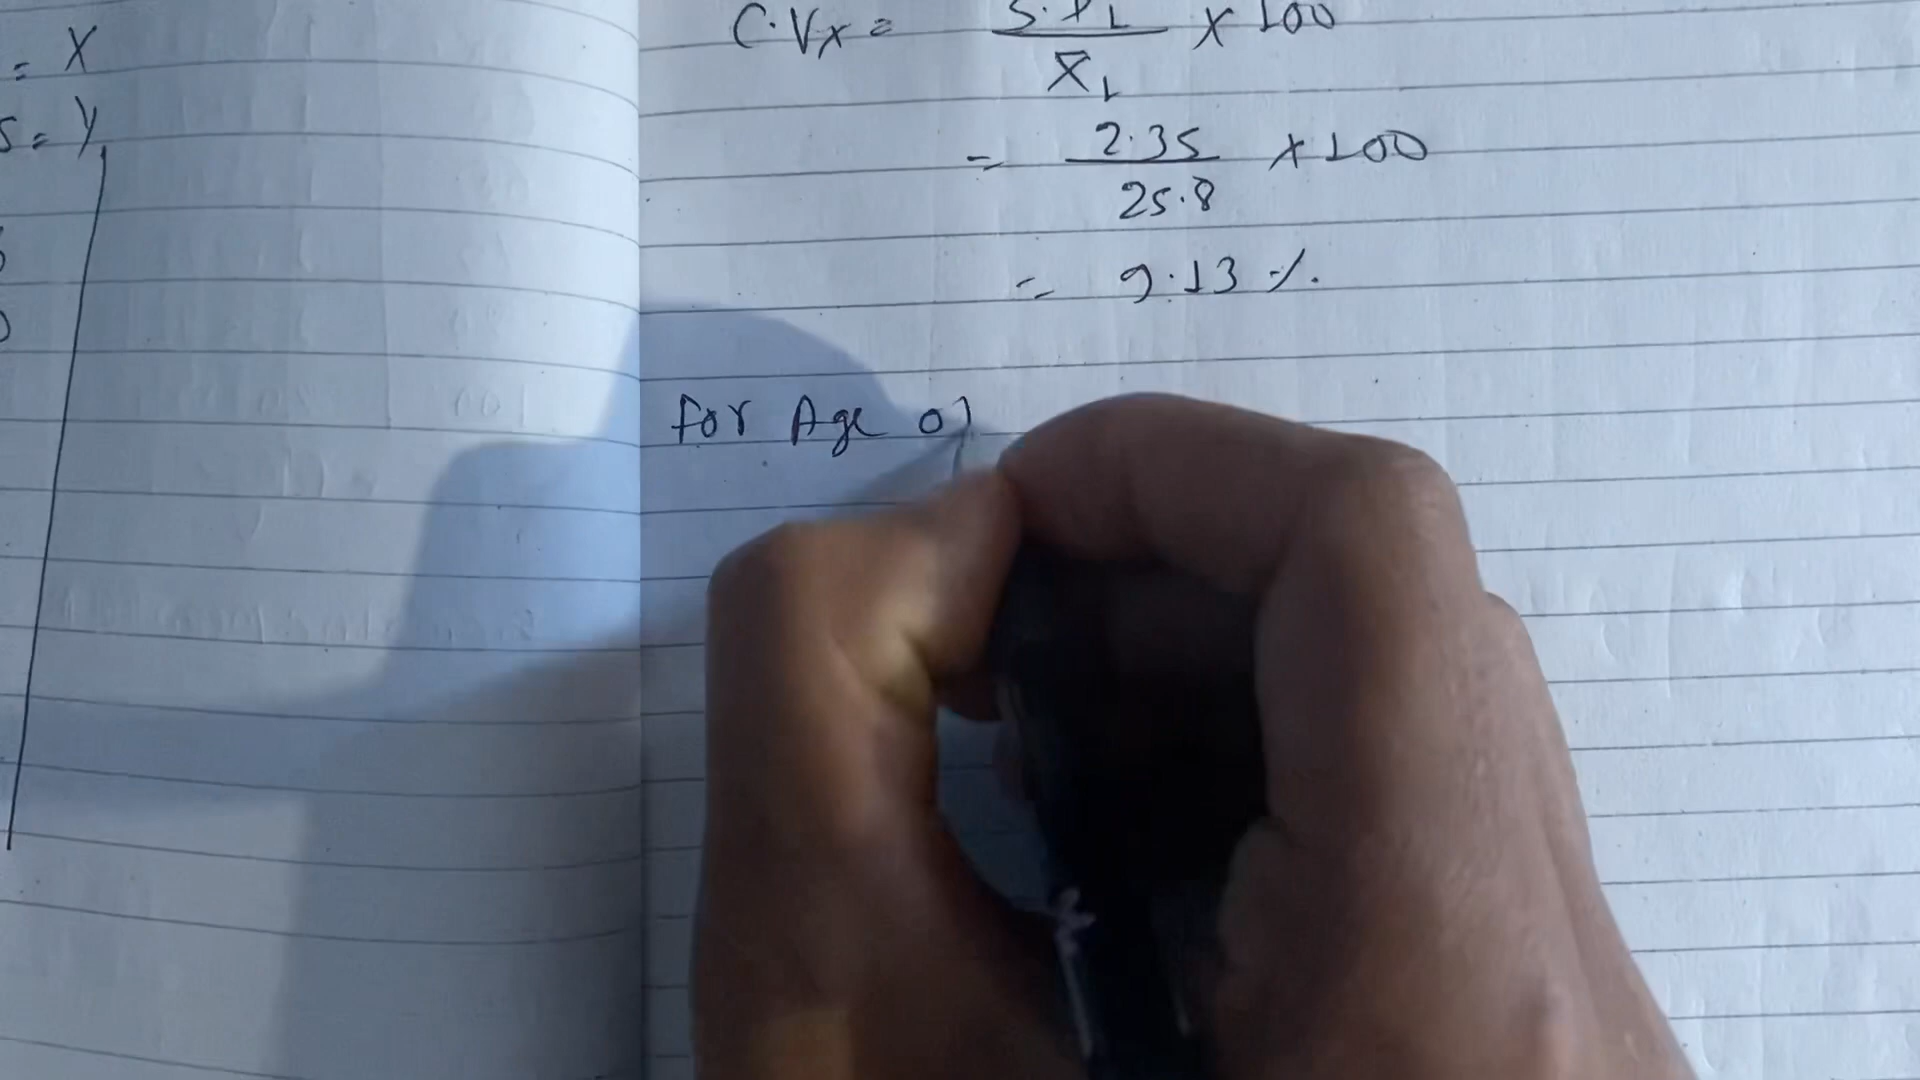 = X
S = Y
C.Vx = S.D1 / X̄1 × 100
= 2.35 / 25.8 × 100
= 9.13 %.
for Age of